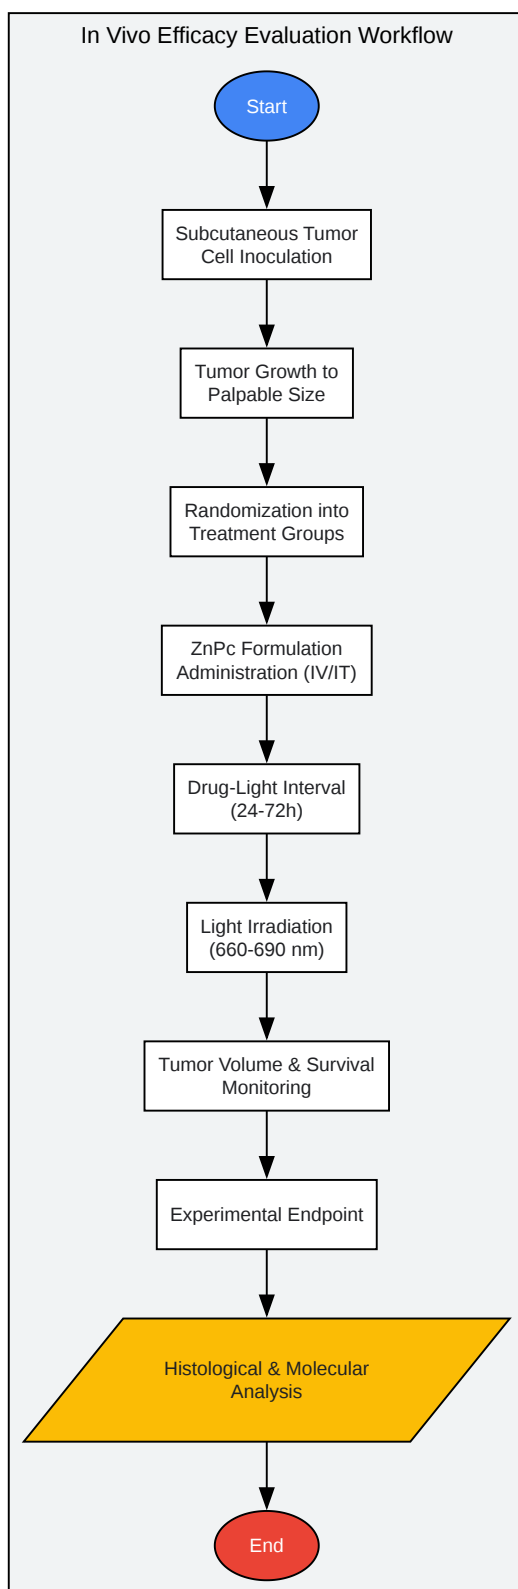 In Vivo Efficacy Evaluation Workflow
Start
Subcutaneous Tumor
Cell Inoculation
Tumor Growth to
Palpable Size
Randomization into
Treatment Groups
ZnPc Formulation
Administration (IV/IT)
Drug-Light Interval
(24-72h)
Light Irradiation
(660-690 nm)
Tumor Volume & Survival
Monitoring
Experimental Endpoint
Histological & Molecular
Analysis
End